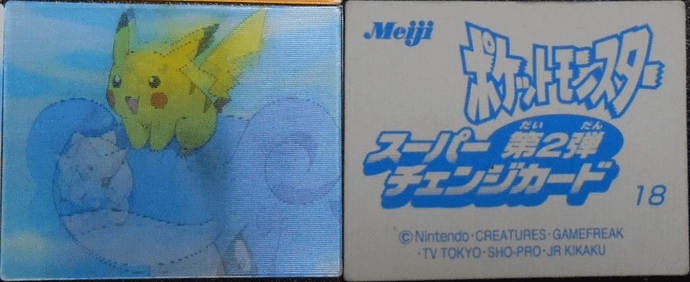 Meiji
ポケットモンスター
だい だん
スーパー 第2弾
チェンジカード
18
©Nintendo・CREATURES・GAMEFREAK
・TV TOKYO・SHO-PRO・JR KIKAKU